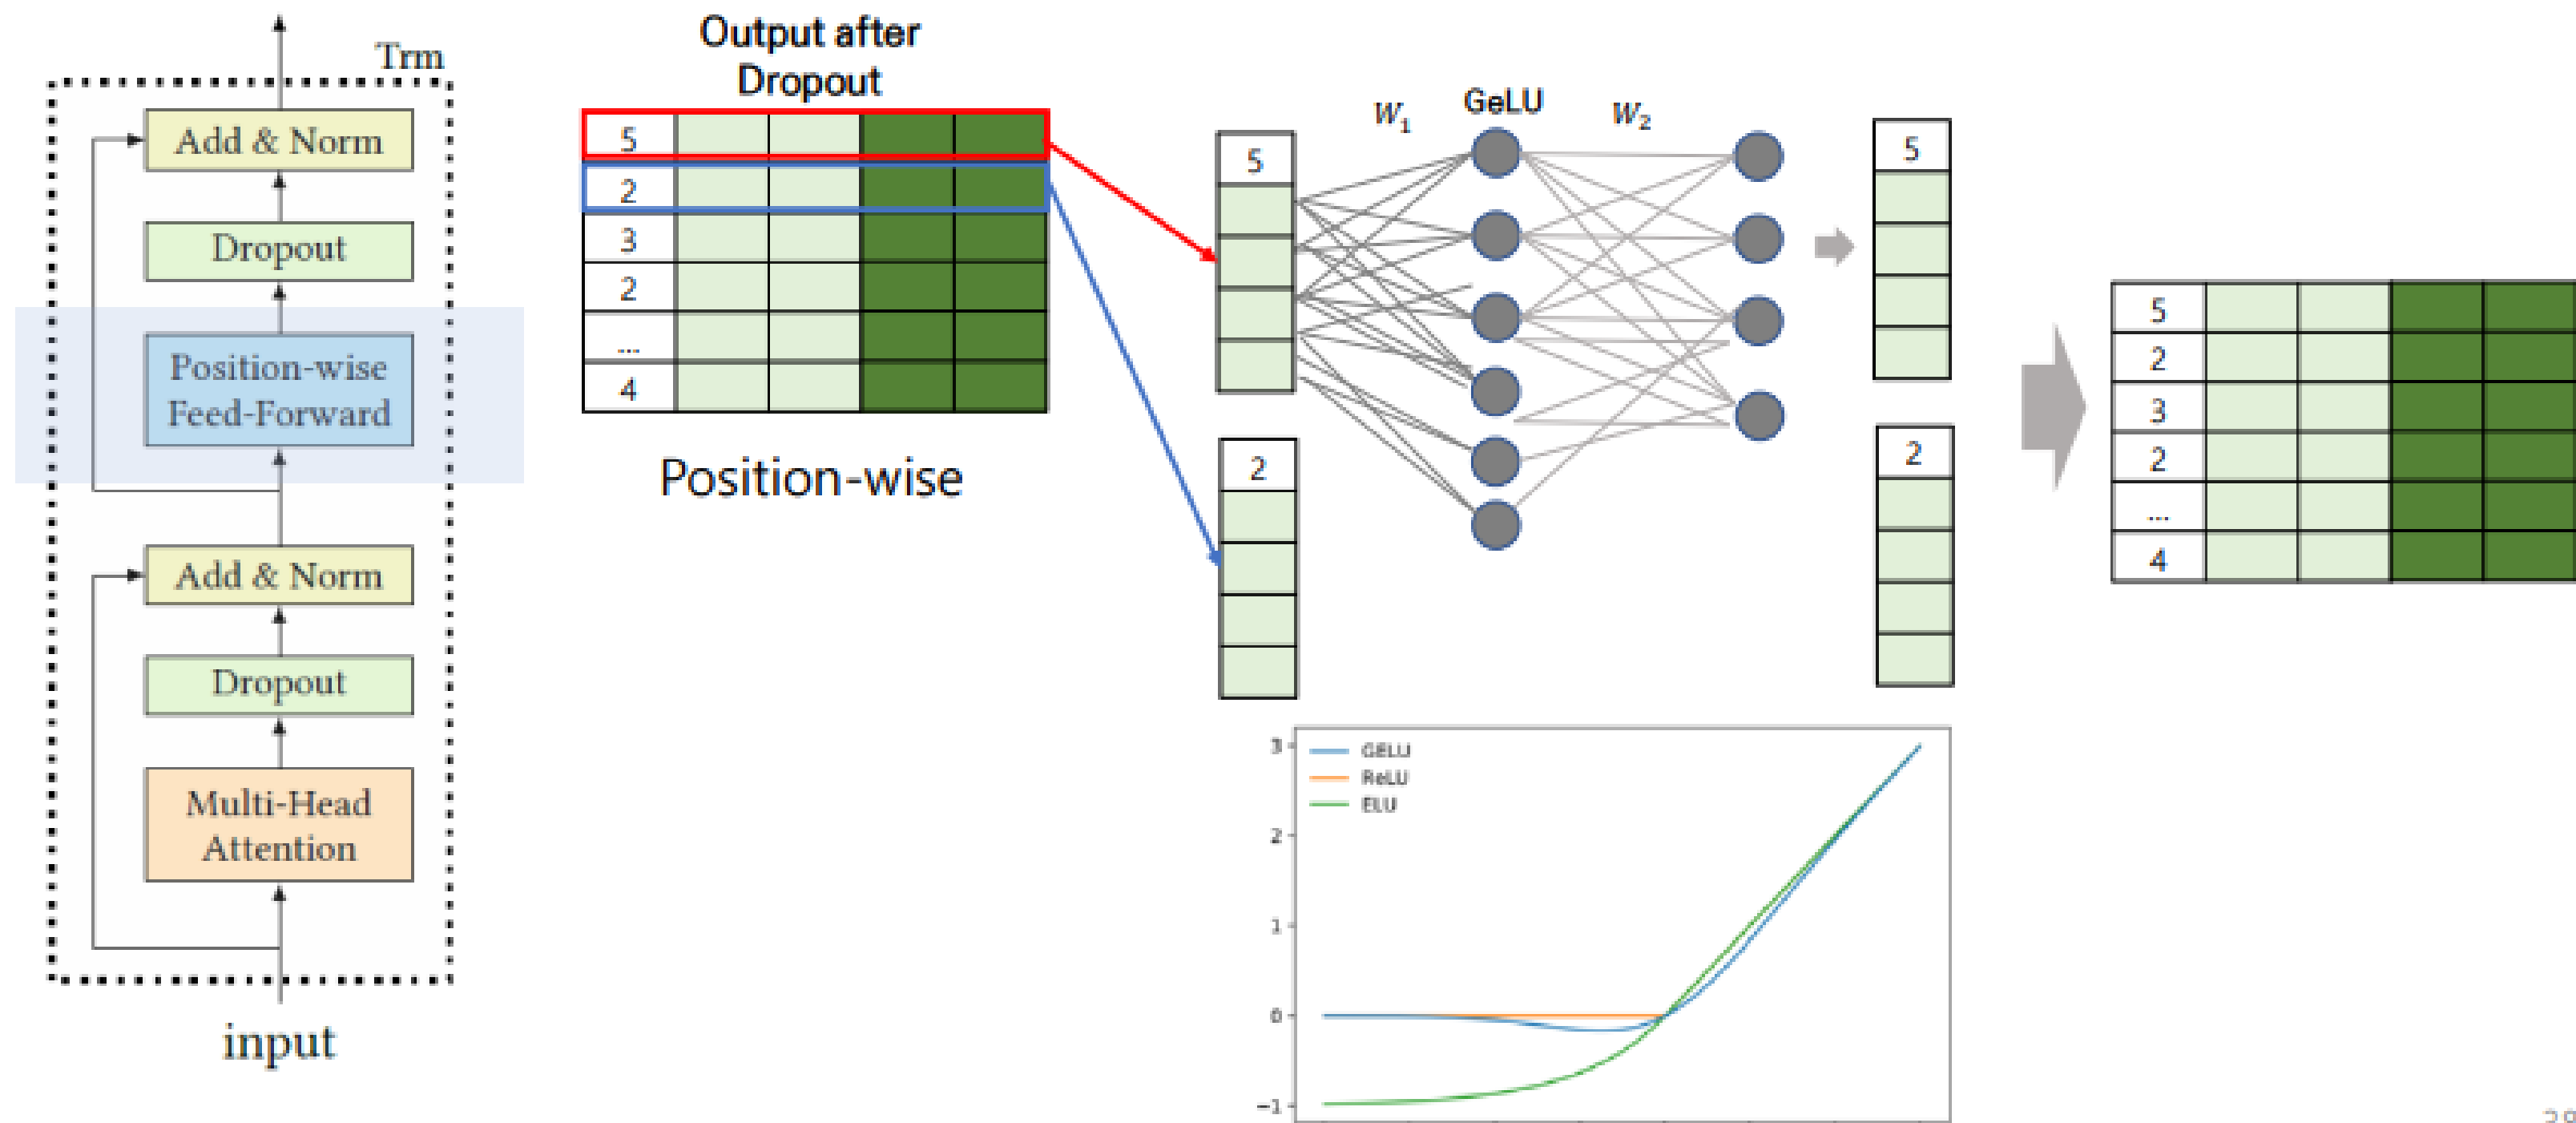 Trm
Add & Norm
Dropout
Position-wise
Feed-Forward
Add & Norm
Dropout
Multi-Head
Attention
input
Output after
Dropout
5
2
3
2
...
4
Position-wise
5
2
W₁
GeLU
W₂
5
2
5
2
3
2
...
4
GELU
ReLU
ELU
3
2
1
0
−1